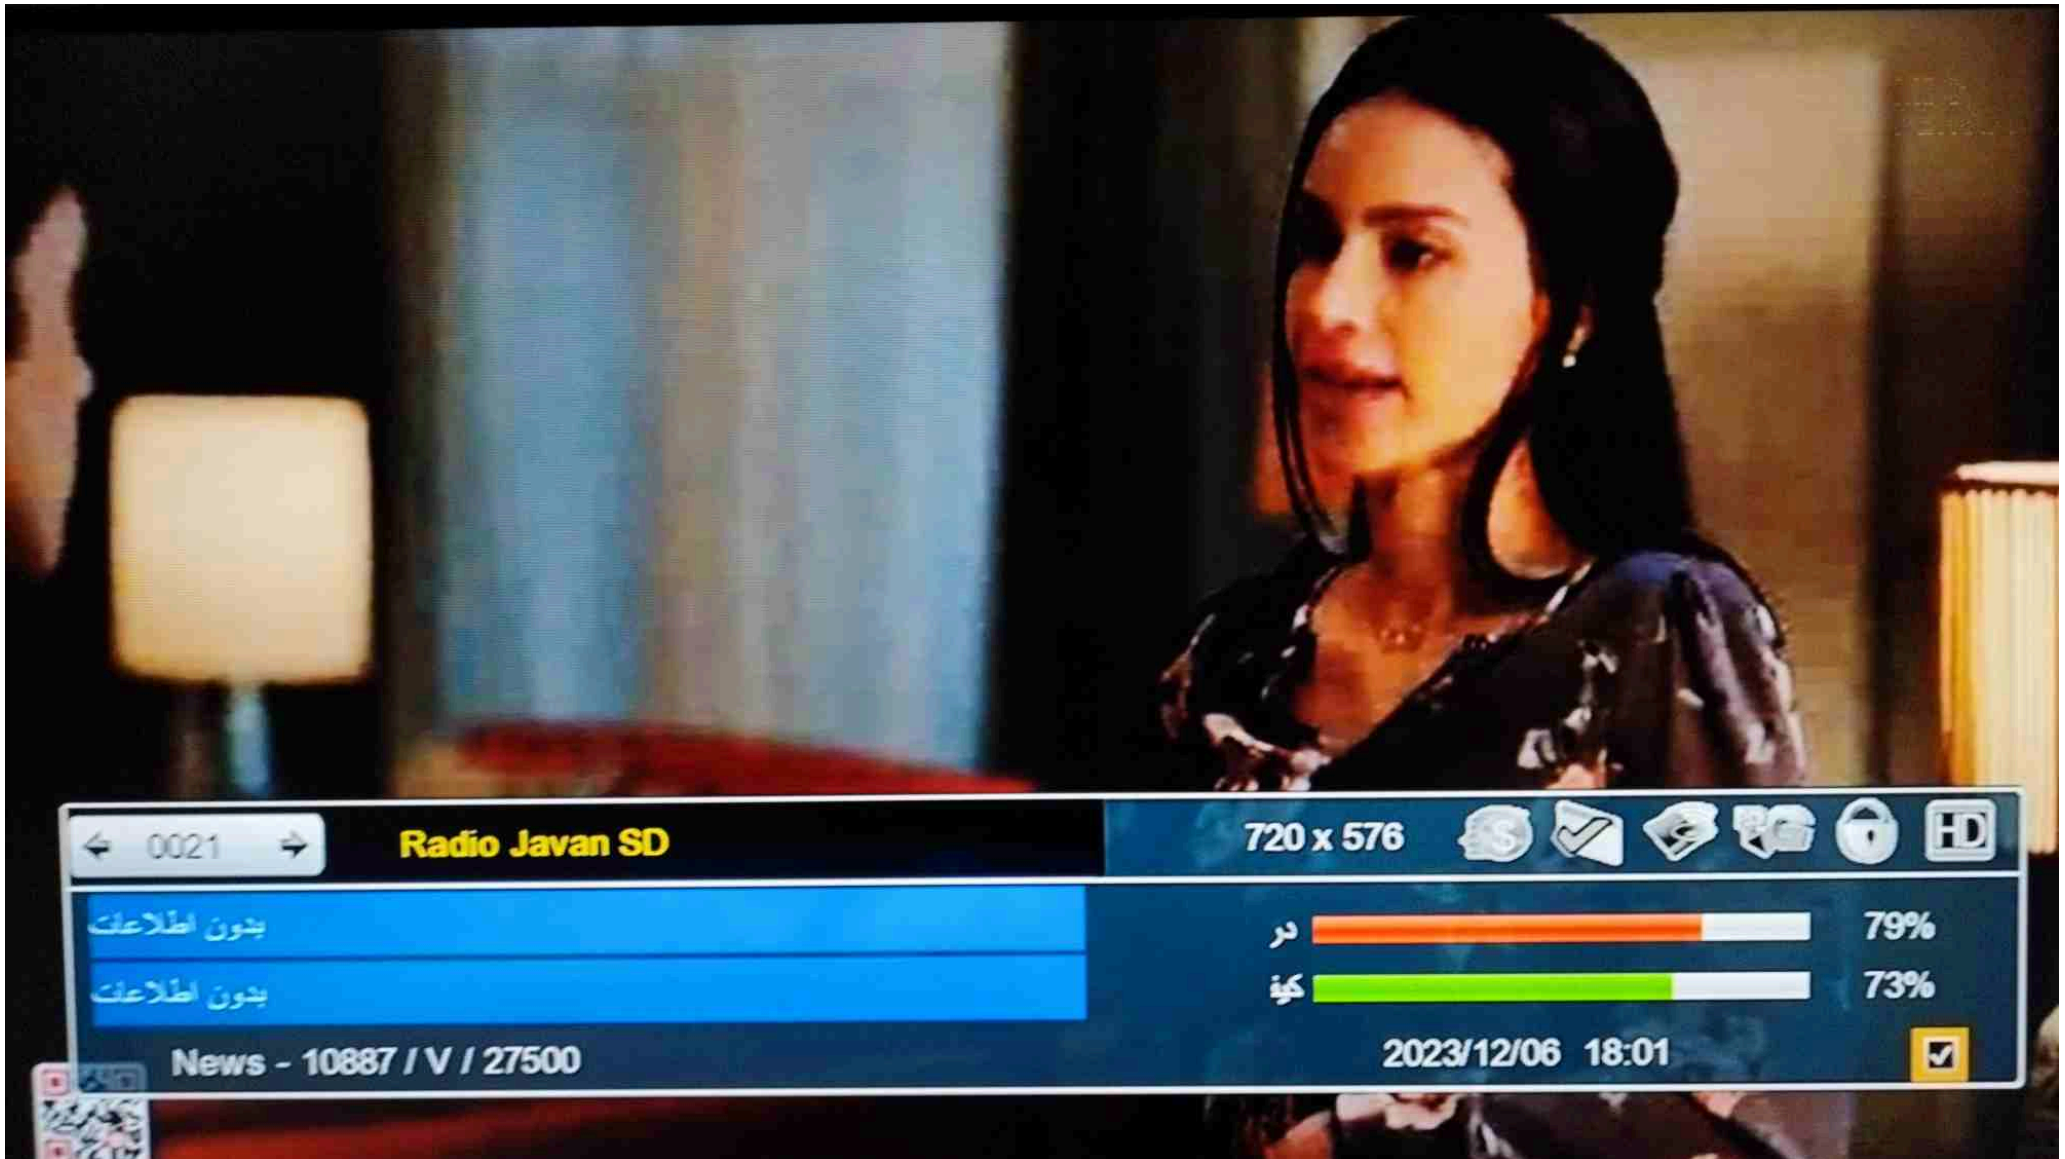 0021
Radio Javan SD
720 x 576
HD
بدون اطلاعات
در
79%
بدون اطلاعات
کیف
73%
News - 10887 / V / 27500
2023/12/06 18:01